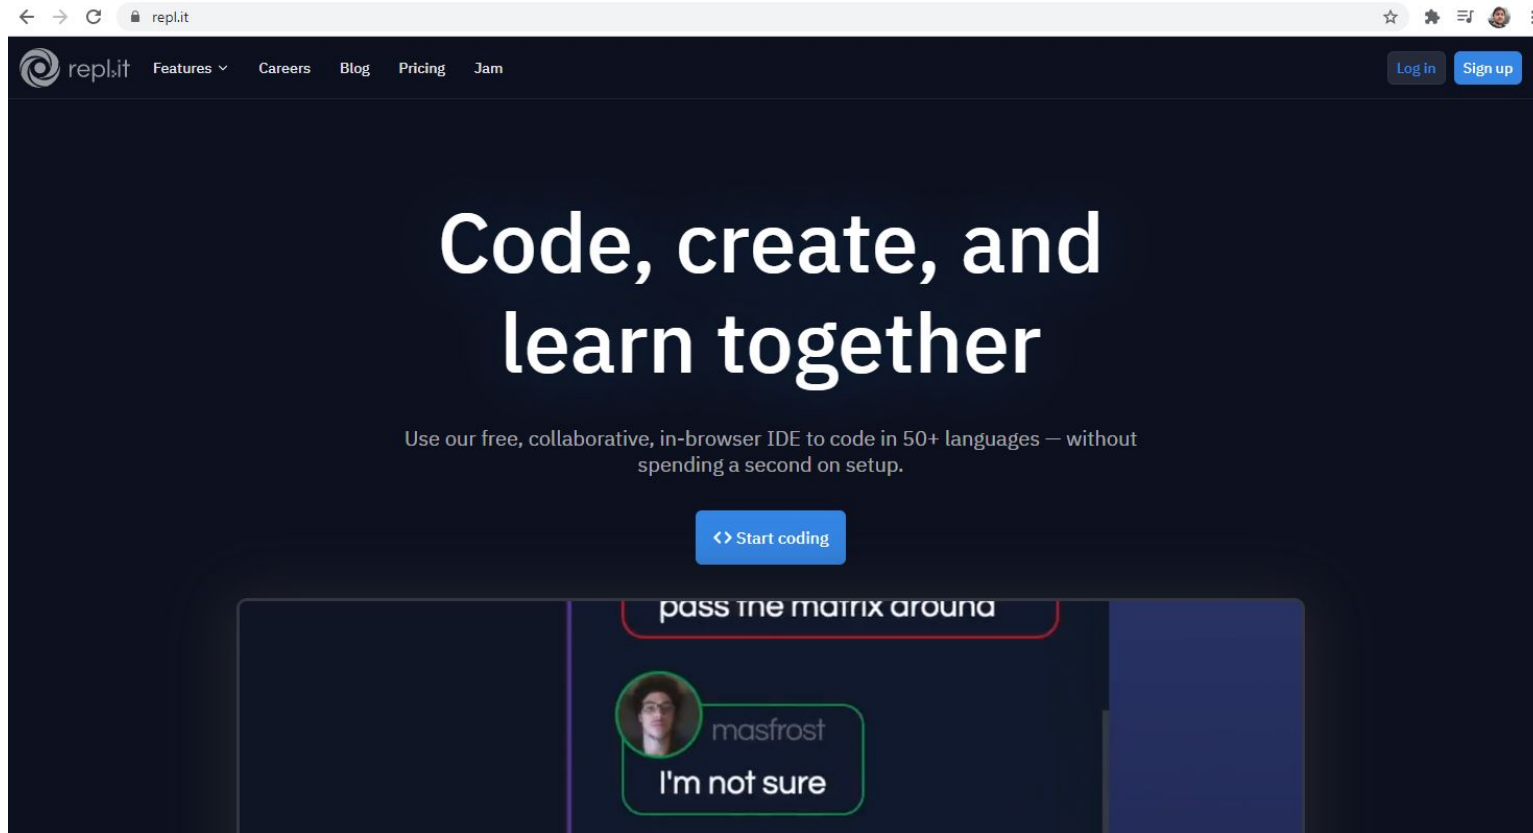 repl.it
repl.it Features Careers Blog Pricing Jam Log in Sign up
Code, create, and
learn together
Use our free, collaborative, in-browser IDE to code in 50+ languages — without
spending a second on setup.
<> Start coding
pass the matrix around
masfrost
I'm not sure